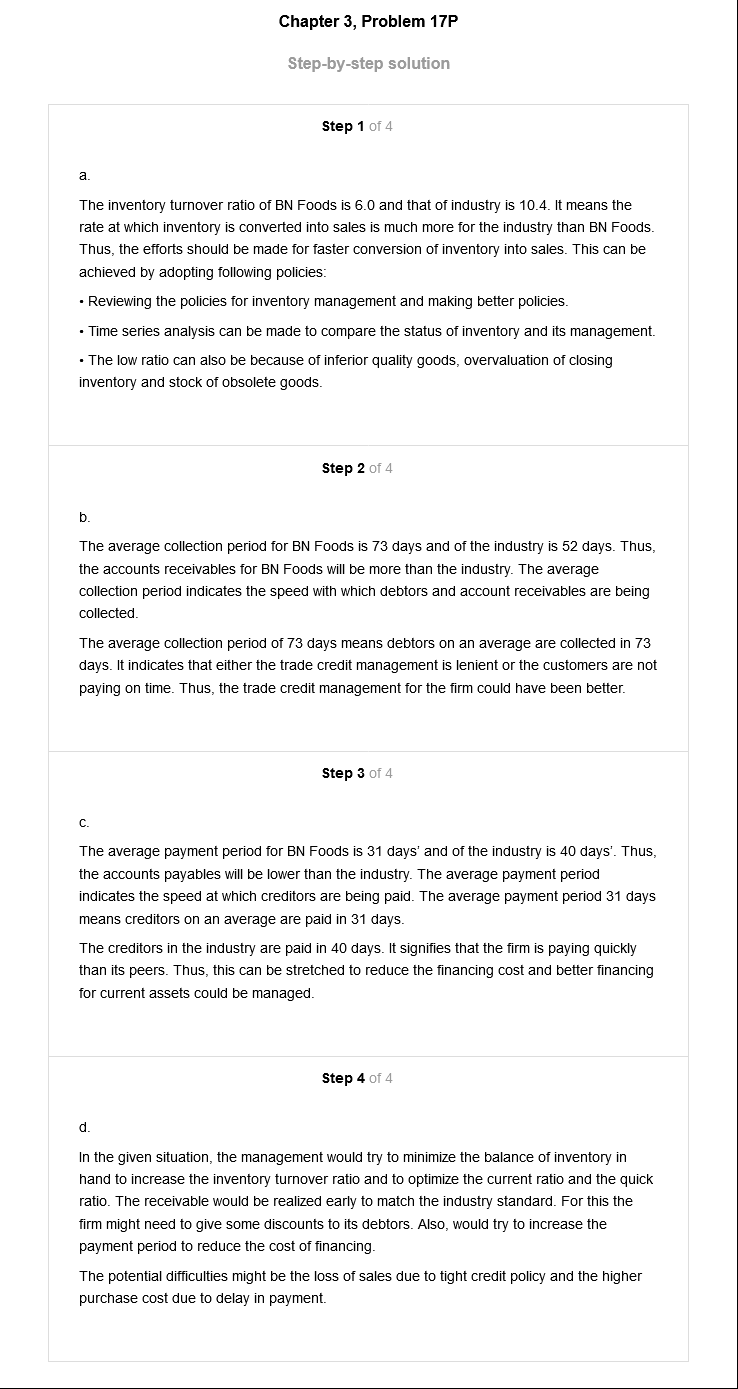 Chapter 3, Problem 17P
Step-by-step solution
Step 1 of 4
a.
The inventory turnover ratio of BN Foods is 6.0 and that of industry is 10.4. It means the
rate at which inventory is converted into sales is much more for the industry than BN Foods.
Thus, the efforts should be made for faster conversion of inventory into sales. This can be
achieved by adopting following policies:
• Reviewing the policies for inventory management and making better policies.
• Time series analysis can be made to compare the status of inventory and its management.
• The low ratio can also be because of inferior quality goods, overvaluation of closing
inventory and stock of obsolete goods.
Step 2 of 4
b.
The average collection period for BN Foods is 73 days and of the industry is 52 days. Thus,
the accounts receivables for BN Foods will be more than the industry. The average
collection period indicates the speed with which debtors and account receivables are being
collected.
The average collection period of 73 days means debtors on an average are collected in 73
days. It indicates that either the trade credit management is lenient or the customers are not
paying on time. Thus, the trade credit management for the firm could have been better.
Step 3 of 4
c.
The average payment period for BN Foods is 31 days’ and of the industry is 40 days’. Thus,
the accounts payables will be lower than the industry. The average payment period
indicates the speed at which creditors are being paid. The average payment period 31 days
means creditors on an average are paid in 31 days.
The creditors in the industry are paid in 40 days. It signifies that the firm is paying quickly
than its peers. Thus, this can be stretched to reduce the financing cost and better financing
for current assets could be managed.
Step 4 of 4
d.
In the given situation, the management would try to minimize the balance of inventory in
hand to increase the inventory turnover ratio and to optimize the current ratio and the quick
ratio. The receivable would be realized early to match the industry standard. For this the
firm might need to give some discounts to its debtors. Also, would try to increase the
payment period to reduce the cost of financing.
The potential difficulties might be the loss of sales due to tight credit policy and the higher
purchase cost due to delay in payment.